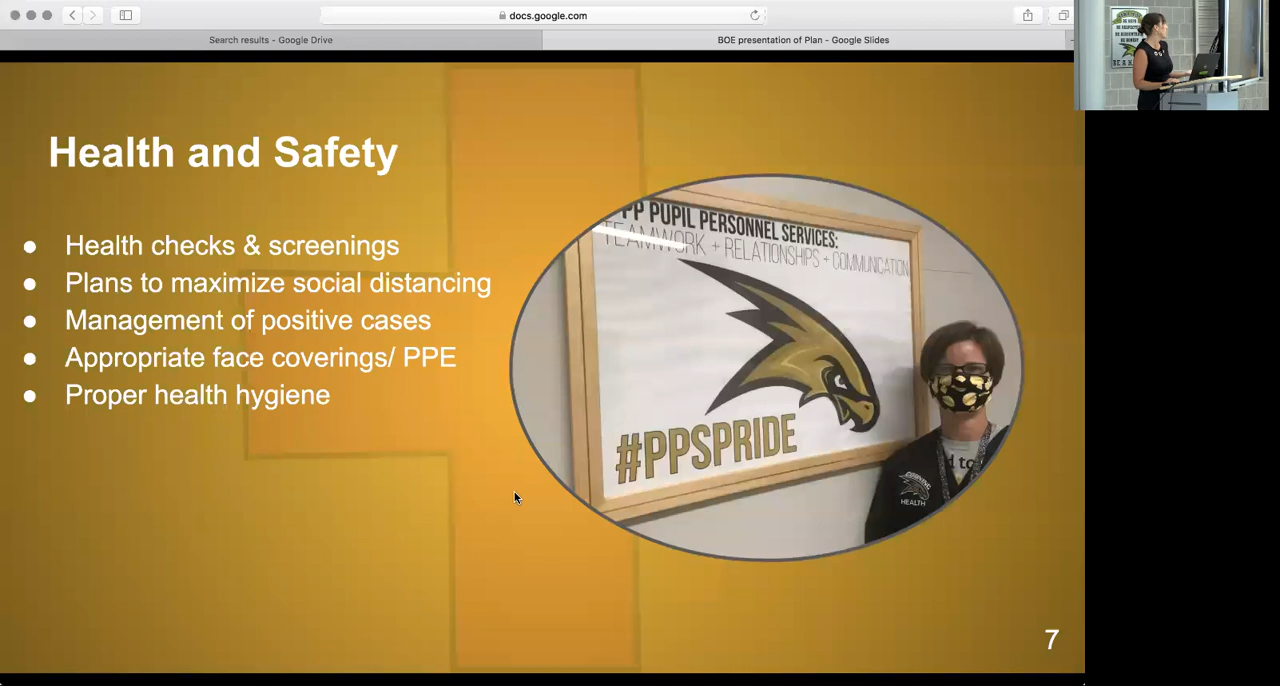 docs.google.com
Search results - Google Drive
BOE presentation of Plan - Google Slides
Health and Safety
● Health checks & screenings
● Plans to maximize social distancing
● Management of positive cases
● Appropriate face coverings/ PPE
● Proper health hygiene
PP PUPIL PERSONNEL SERVICES:
TEAMWORK + RELATIONSHIPS + COMMUNICATION
#PPSPRIDE
HEALTH
7